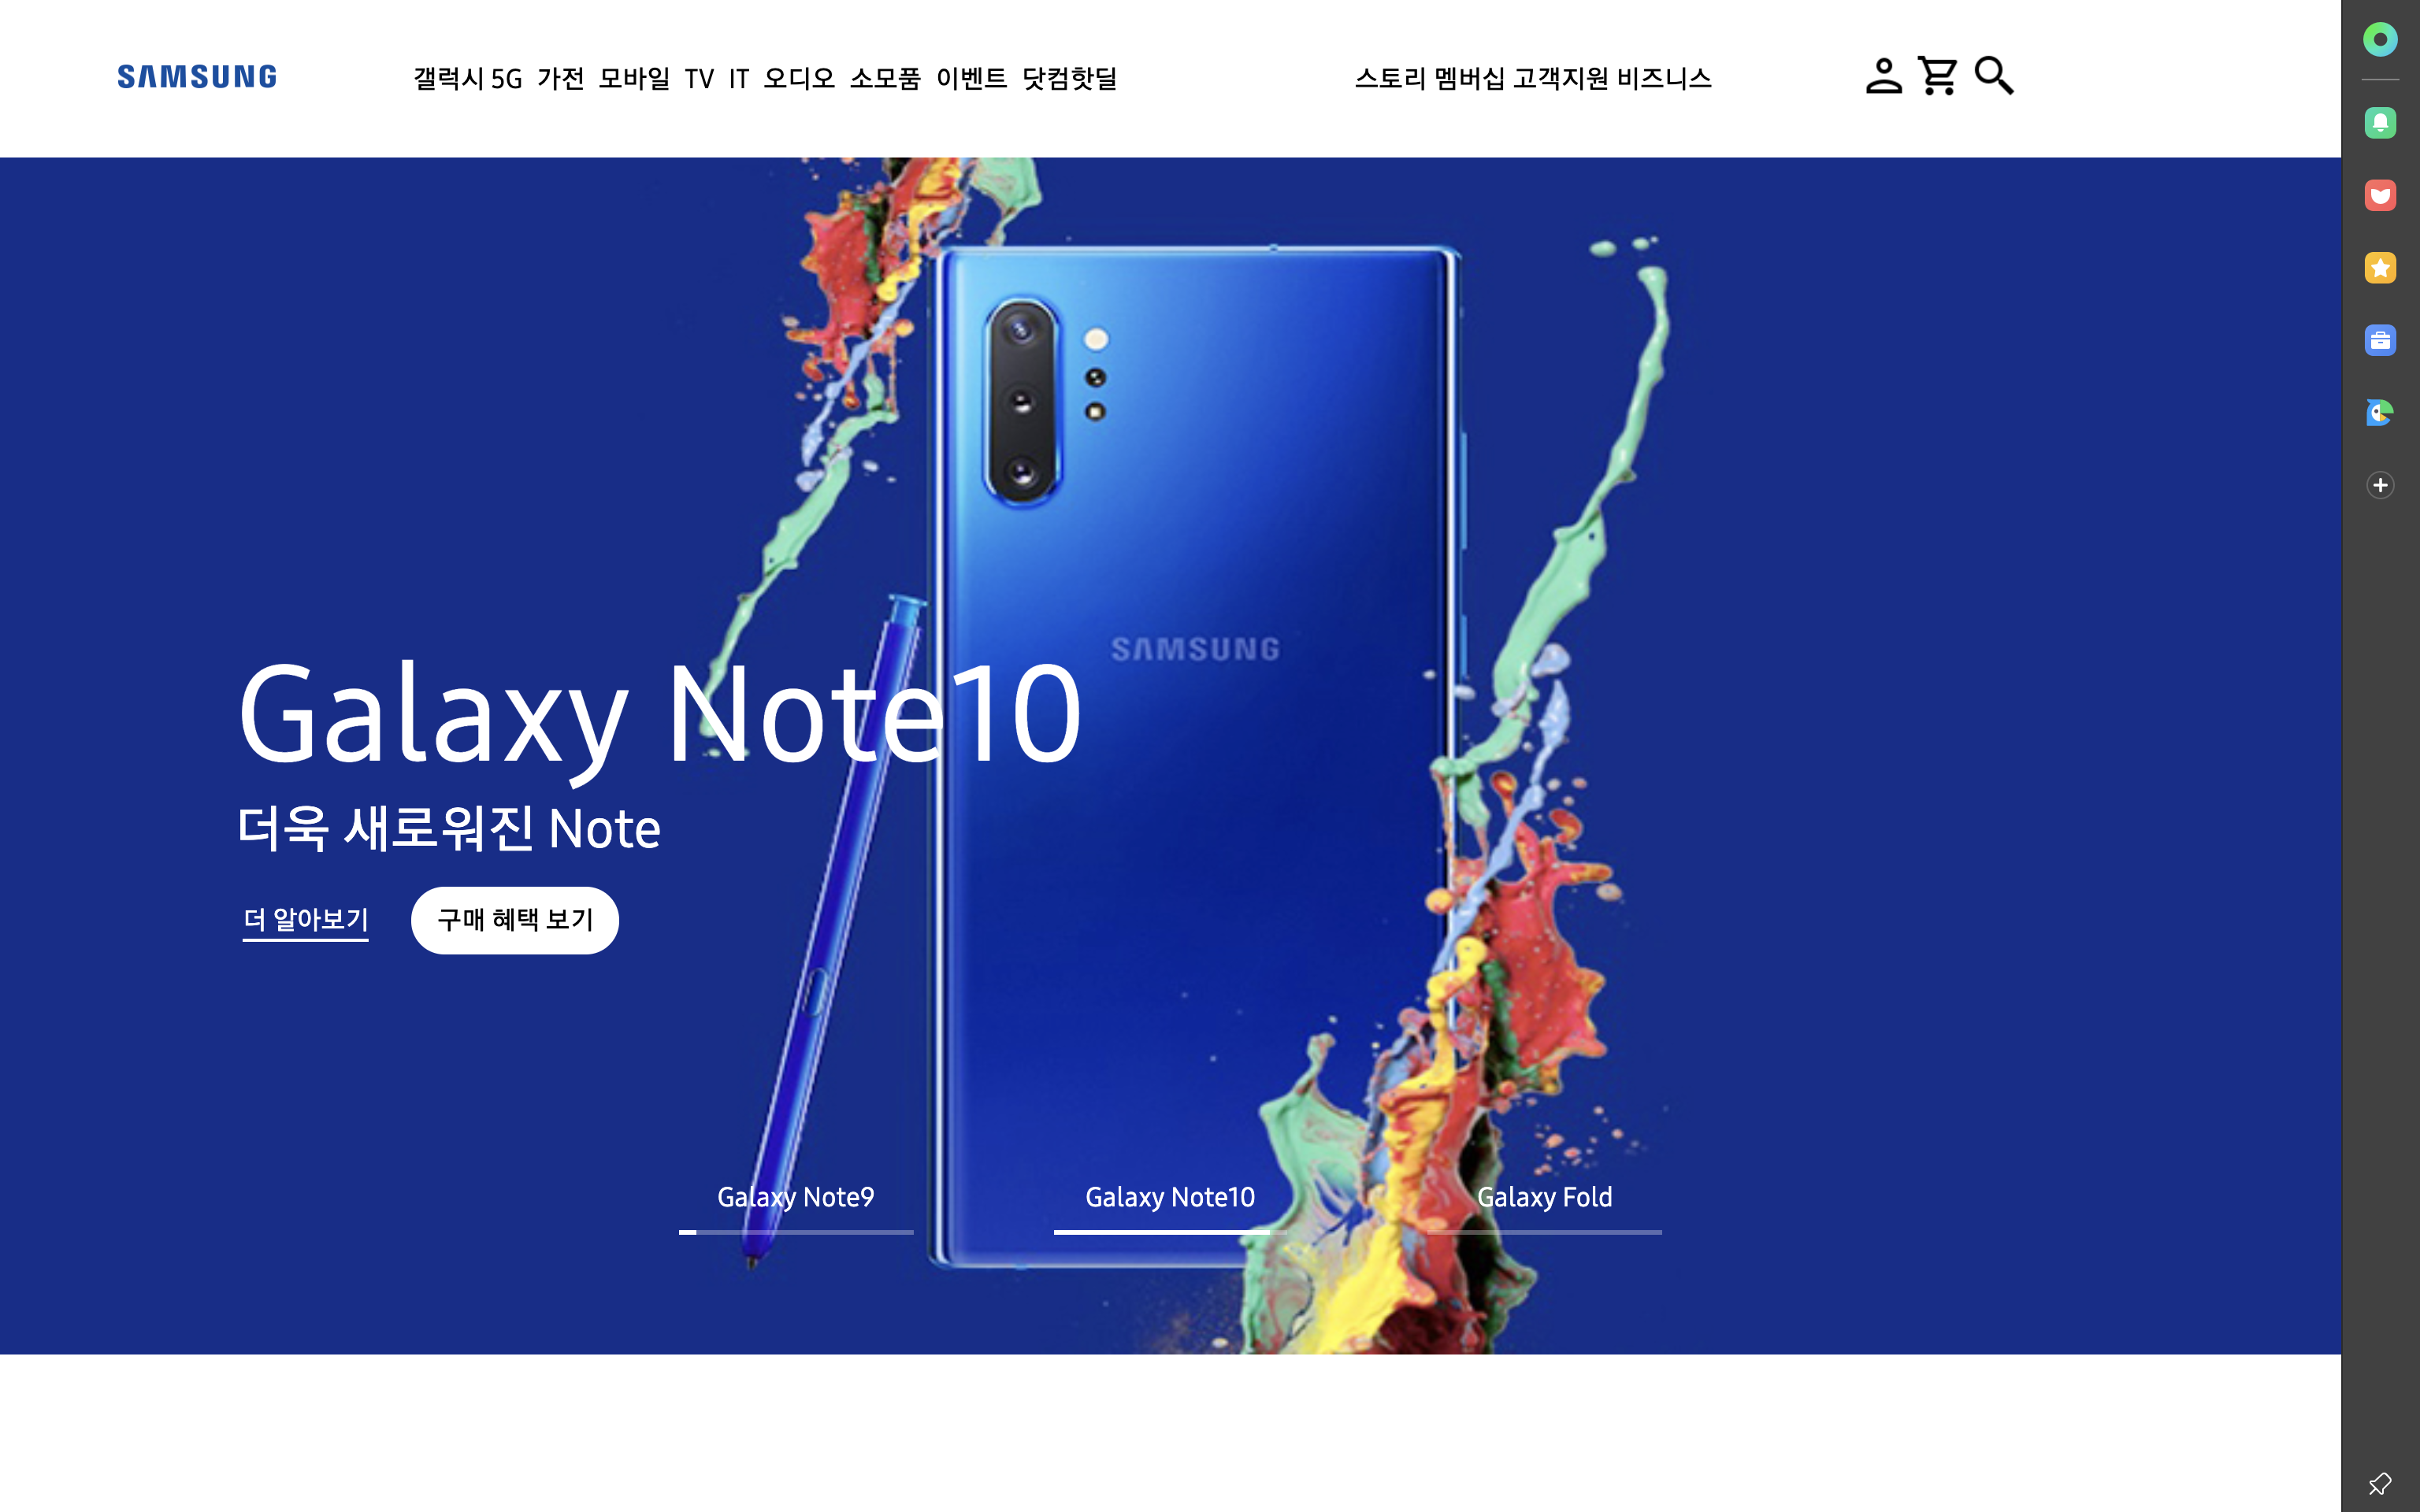 SAMSUNG
갤럭시 5G 가전 모바일 TV IT 오디오 소모품 이벤트 닷컴핫딜
스토리 멤버십 고객지원 비즈니스
SAMSUNG
Galaxy Note10
더욱 새로워진 Note
더 알아보기
구매 혜택 보기
Galaxy Note9
Galaxy Note10
Galaxy Fold